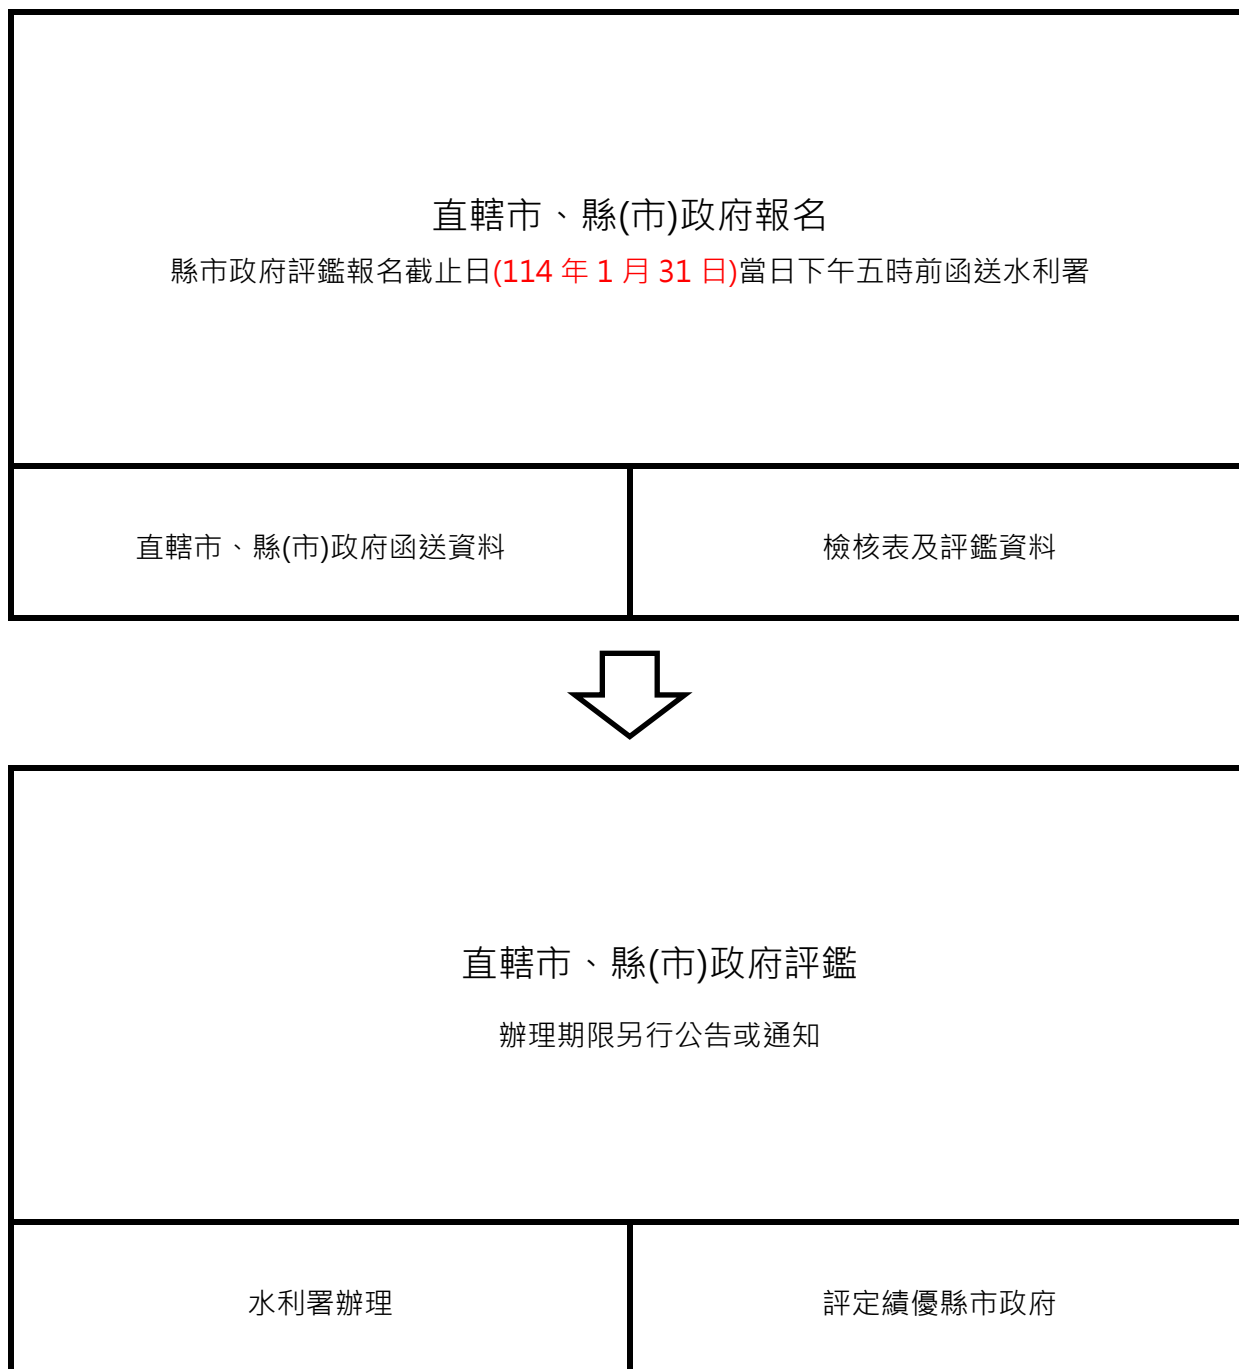 直轄市、縣(市)政府報名
縣市政府評鑑報名截止日(114 年 1 月 31 日)當日下午五時前函送水利署
直轄市、縣(市)政府函送資料
檢核表及評鑑資料
直轄市、縣(市)政府評鑑
辦理期限另行公告或通知
水利署辦理
評定績優縣市政府